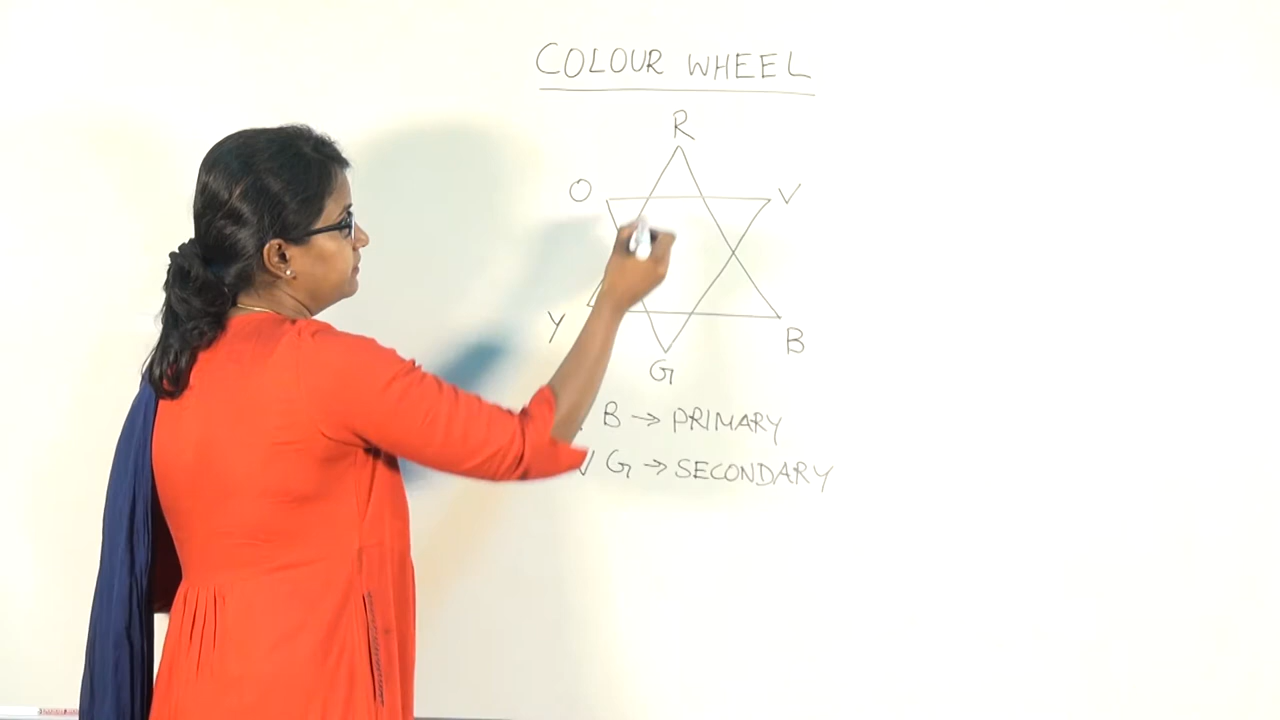 COLOUR WHEEL
R
O V
Y B
G
B → PRIMARY
V G → SECONDARY